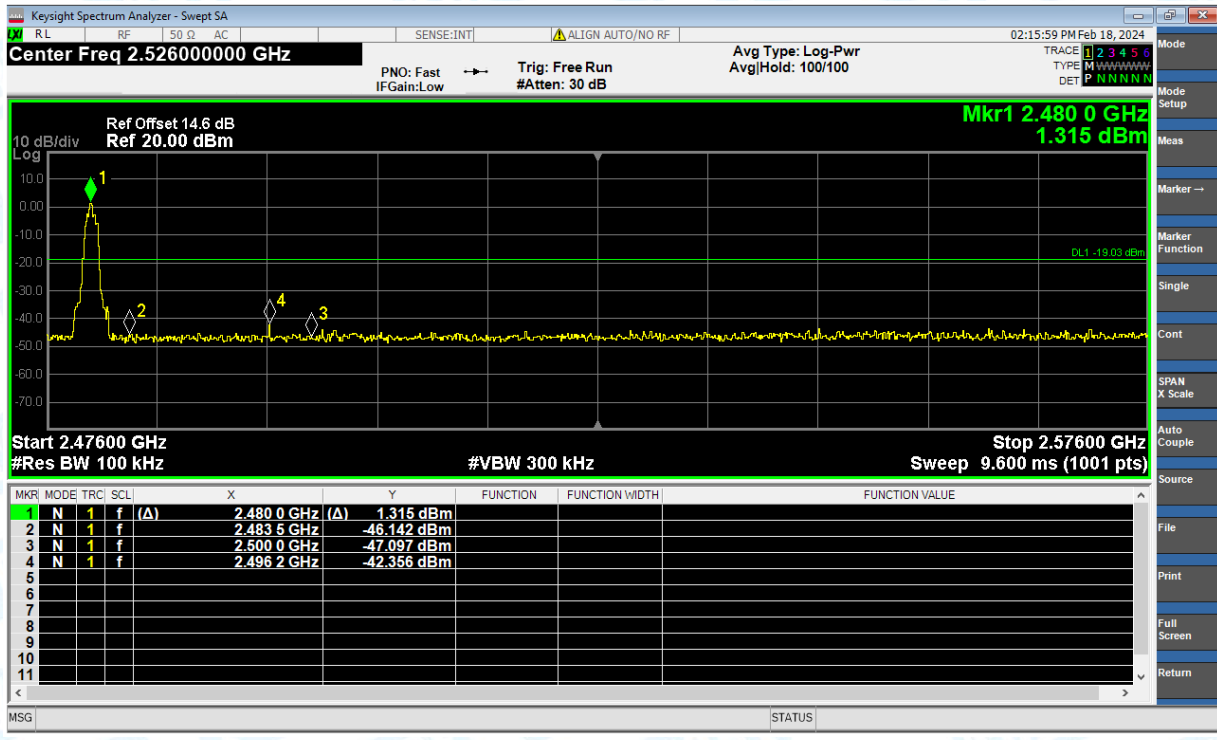 Keysight Spectrum Analyzer - Swept SA
LXI RL RF 50 Ω AC SENSE:INT ALIGN AUTO/NO RF 02:15:59 PM Feb 18, 2024
Center Freq 2.526000000 GHz
Avg Type: Log-Pwr
TRACE 1 2 3 4 5 6
PNO: Fast
Trig: Free Run
Avg|Hold: 100/100
TYPE M WWWWW
IFGain:Low
#Atten: 30 dB
DET P N N N N N
Mode
Mode Setup
Meas
Marker →
Marker Function
Single
Cont
SPAN X Scale
Auto Couple
Source
File
Print
Full Screen
Return
Mkr1 2.480 0 GHz
1.315 dBm
Ref Offset 14.6 dB
10 dB/div Ref 20.00 dBm
Log
10.0
0.00
-10.0
-20.0
-30.0
-40.0
-50.0
-60.0
-70.0
1
2
4
3
DL1 -19.03 dBm
Start 2.47600 GHz Stop 2.57600 GHz
#Res BW 100 kHz #VBW 300 kHz Sweep 9.600 ms (1001 pts)
MKR MODE TRC SCL X Y FUNCTION FUNCTION WIDTH FUNCTION VALUE
1 N 1 f (Δ) 2.480 0 GHz (Δ) 1.315 dBm
2 N 1 f 2.483 5 GHz -46.142 dBm
3 N 1 f 2.500 0 GHz -47.097 dBm
4 N 1 f 2.496 2 GHz -42.356 dBm
5
6
7
8
9
10
11
MSG STATUS